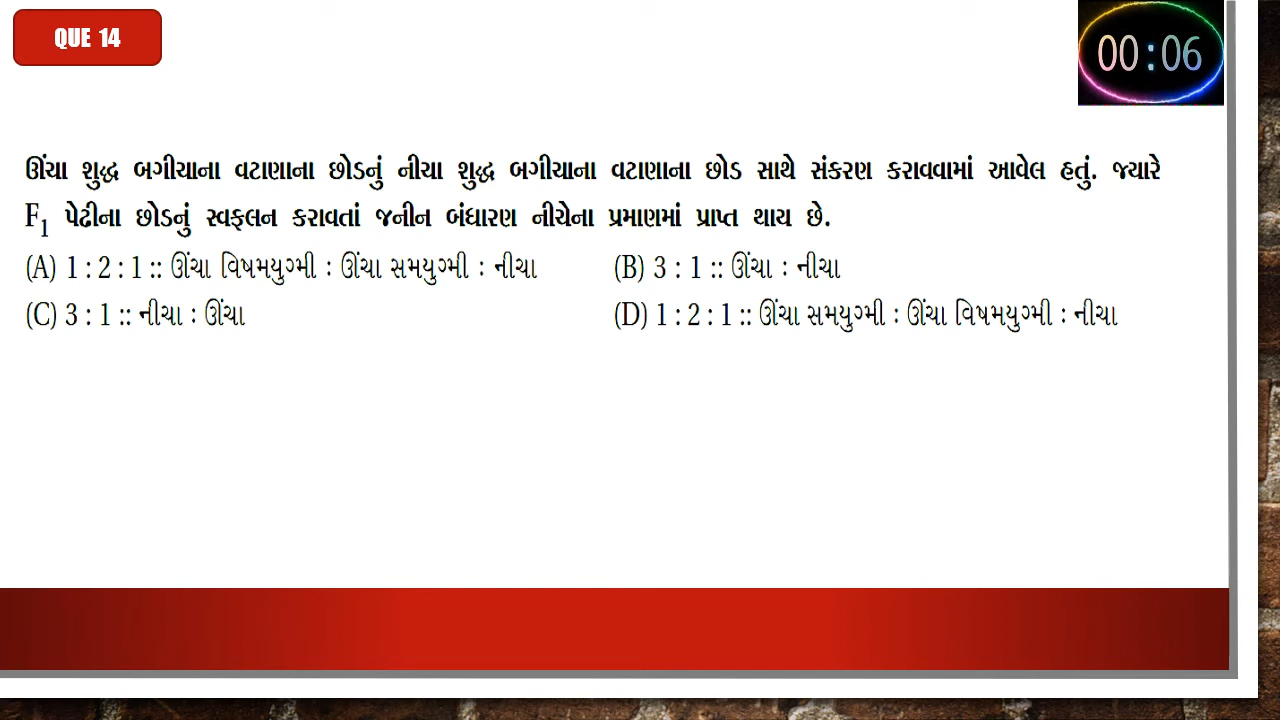 QUE 14
00:06
ઊંચા શુદ્ધ બગીચાના વટાણાના છોડનું નીચા શુદ્ધ બગીચાના વટાણાના છોડ સાથે સંકરણ કરાવવામાં આવેલ હતું. જ્યારે
F₁ પેઢીના છોડનું સ્વફલન કરાવતાં જનીન બંધારણ નીચેના પ્રમાણમાં પ્રાપ્ત થાય છે.
(A) 1 : 2 : 1 :: ઊંચા વિષમયુગ્મી : ઊંચા સમયુગ્મી : નીચા (B) 3 : 1 :: ઊંચા : નીચા
(C) 3 : 1 :: નીચા : ઊંચા (D) 1 : 2 : 1 :: ઊંચા સમયુગ્મી : ઊંચા વિષમયુગ્મી : નીચા